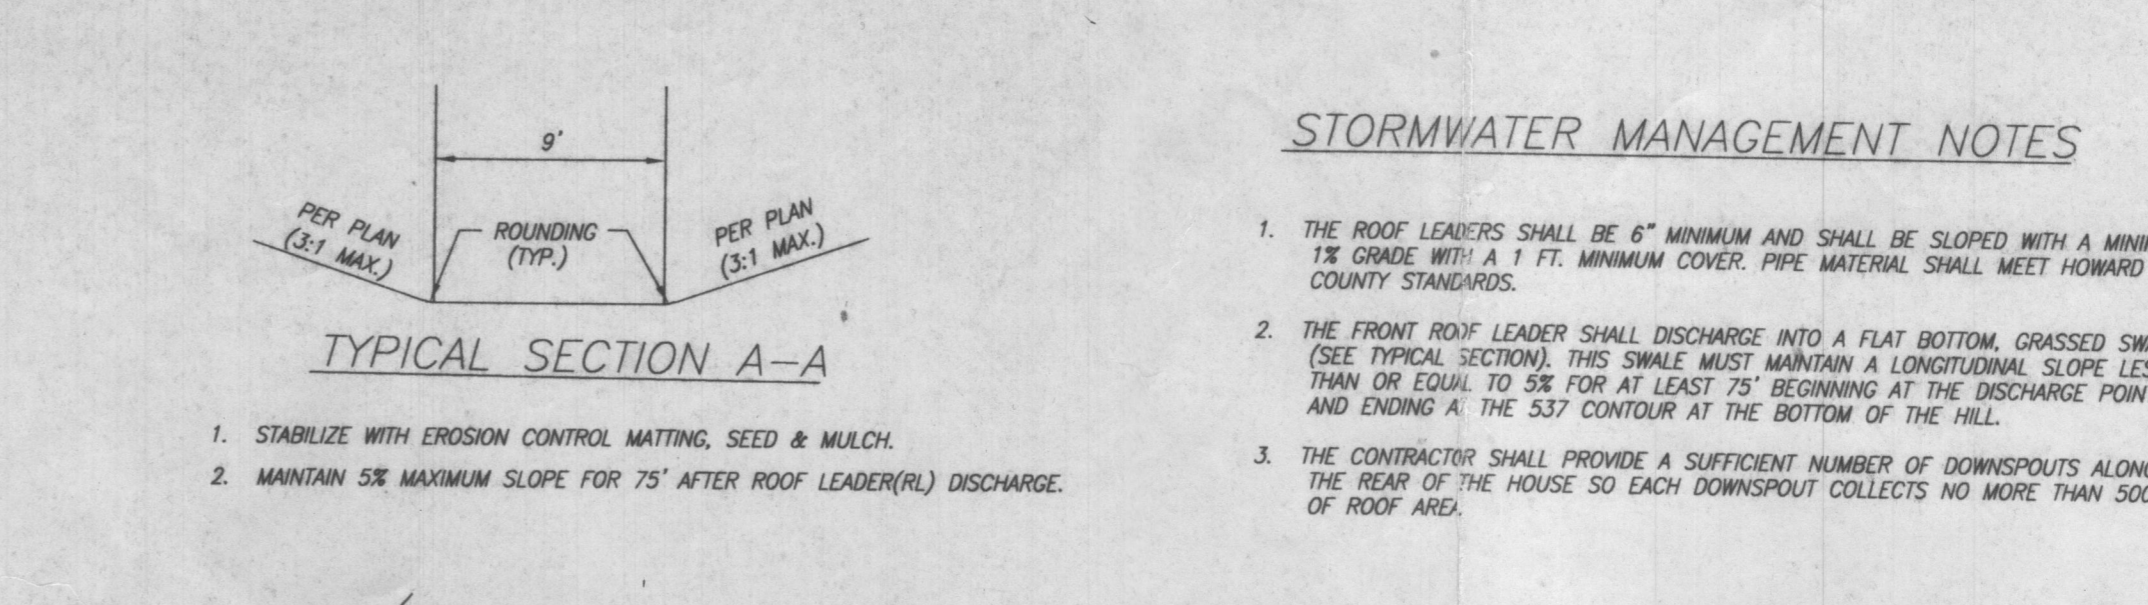 9'
PER PLAN
(3:1 MAX.)
ROUNDING
(TYP.)
PER PLAN
(3:1 MAX.)
TYPICAL SECTION A-A
1. STABILIZE WITH EROSION CONTROL MATTING, SEED & MULCH.
2. MAINTAIN 5% MAXIMUM SLOPE FOR 75' AFTER ROOF LEADER(RL) DISCHARGE.
STORMWATER MANAGEMENT NOTES
1. THE ROOF LEADERS SHALL BE 6" MINIMUM AND SHALL BE SLOPED WITH A
1% GRADE WITH A 1 FT. MINIMUM COVER. PIPE MATERIAL SHALL MEET HOWARD
COUNTY STANDARDS.
2. THE FRONT ROOF LEADER SHALL DISCHARGE INTO A FLAT BOTTOM, GRASSED
(SEE TYPICAL SECTION). THIS SWALE MUST MAINTAIN A LONGITUDINAL SLOPE
THAN OR EQUAL TO 5% FOR AT LEAST 75' BEGINNING AT THE DISCHARGE
AND ENDING AT THE 537 CONTOUR AT THE BOTTOM OF THE HILL.
3. THE CONTRACTOR SHALL PROVIDE A SUFFICIENT NUMBER OF DOWNSPOUTS
THE REAR OF THE HOUSE SO EACH DOWNSPOUT COLLECTS NO MORE THAN
OF ROOF AREA.